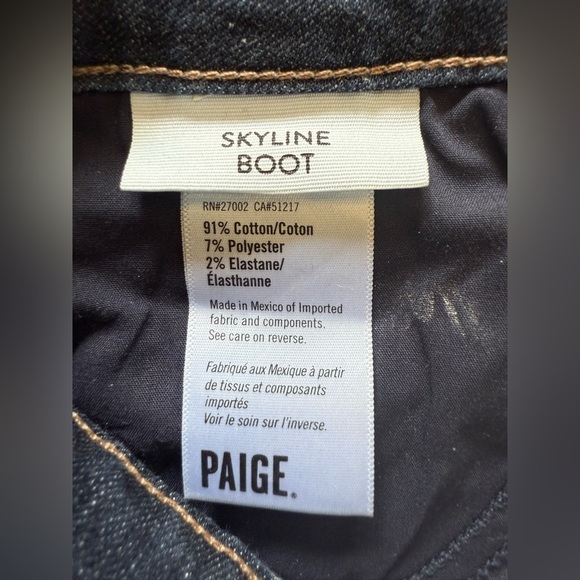 SKYLINE
BOOT
RN#27002 CA#51217
91% Cotton/Coton
7% Polyester
2% Elastane/
Élasthanne
Made in Mexico of Imported
fabric and components.
See care on reverse.
Fabriqué aux Mexique à partir
de tissus et composants
importés
Voir le soin sur l'inverse.
PAIGE.